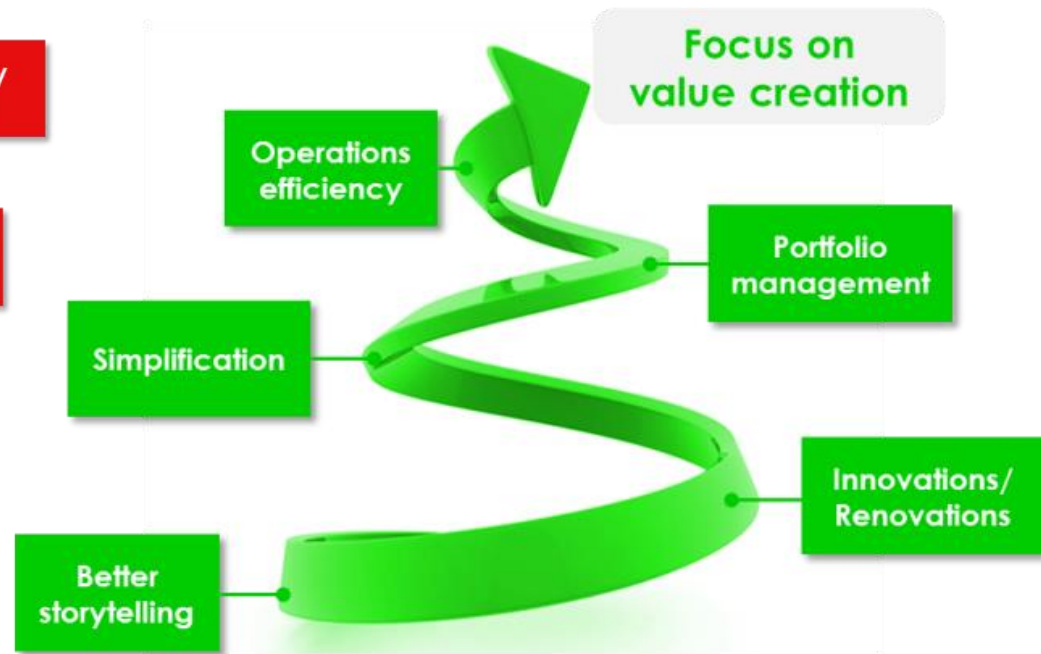 Focus on
value creation
Operations
efficiency
Portfolio
management
Simplification
Innovations/
Renovations
Better
storytelling